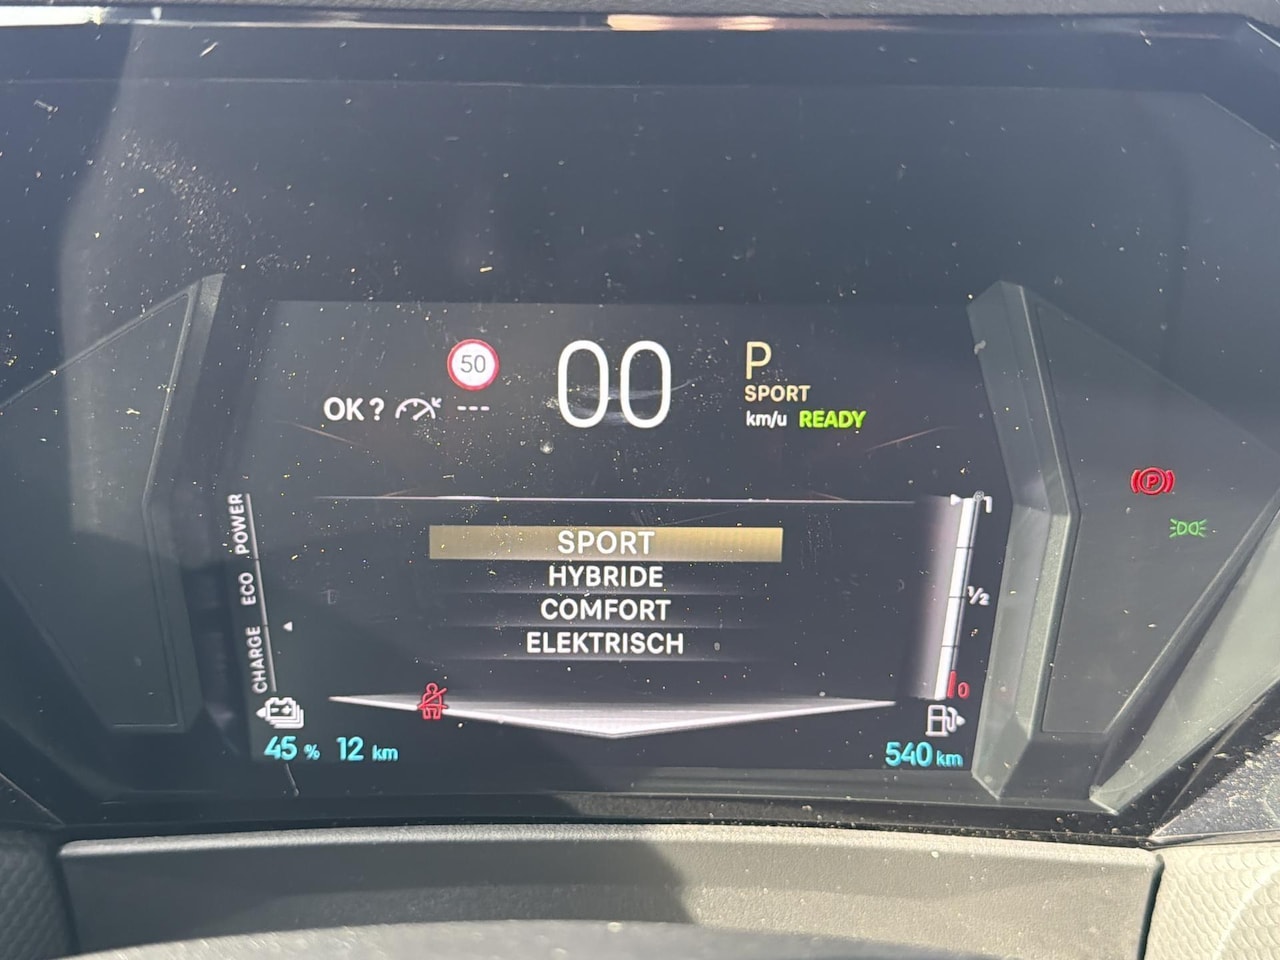 50
00
P
SPORT
km/u READY
OK? ---
POWER
ECO
CHARGE
SPORT
HYBRIDE
COMFORT
ELEKTRISCH
1
½
0
45 % 12 km
540 km
P